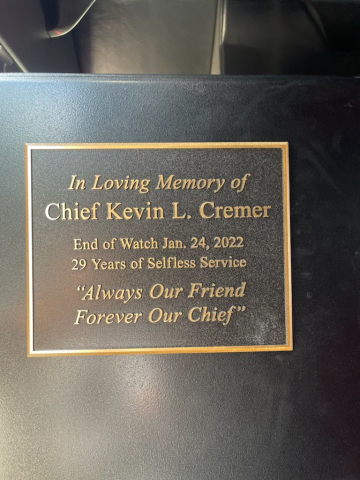 In Loving Memory of
Chief Kevin L. Cremer
End of Watch Jan. 24, 2022
29 Years of Selfless Service
“Always Our Friend
Forever Our Chief”